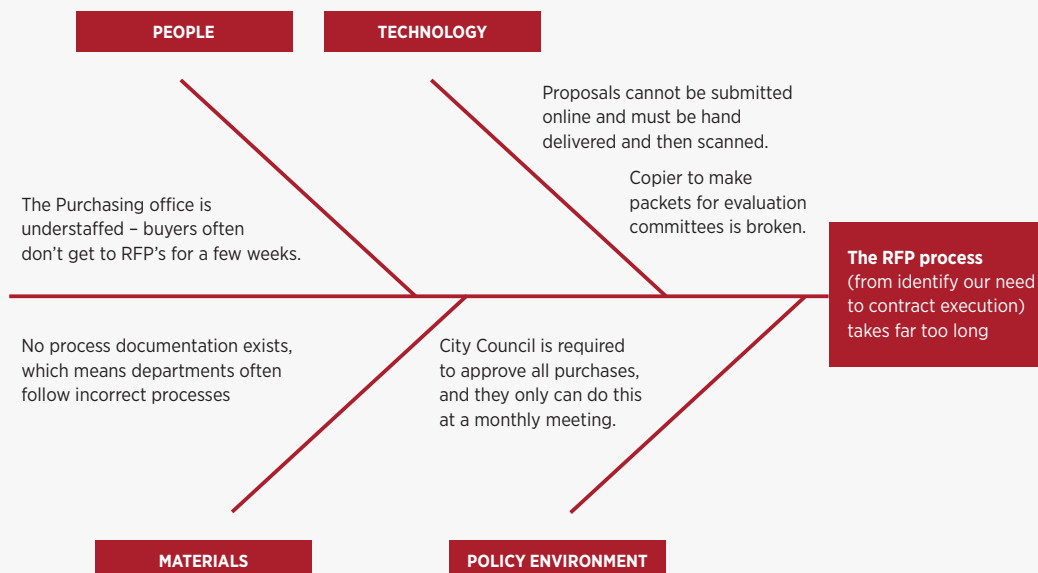 PEOPLE
TECHNOLOGY
Proposals cannot be submitted
online and must be hand
delivered and then scanned.
Copier to make
packets for evaluation
committees is broken.
The Purchasing office is
understaffed – buyers often
don’t get to RFP’s for a few weeks.
The RFP process
(from identify our need
to contract execution)
takes far too long
No process documentation exists,
which means departments often
follow incorrect processes
City Council is required
to approve all purchases,
and they only can do this
at a monthly meeting.
MATERIALS
POLICY ENVIRONMENT